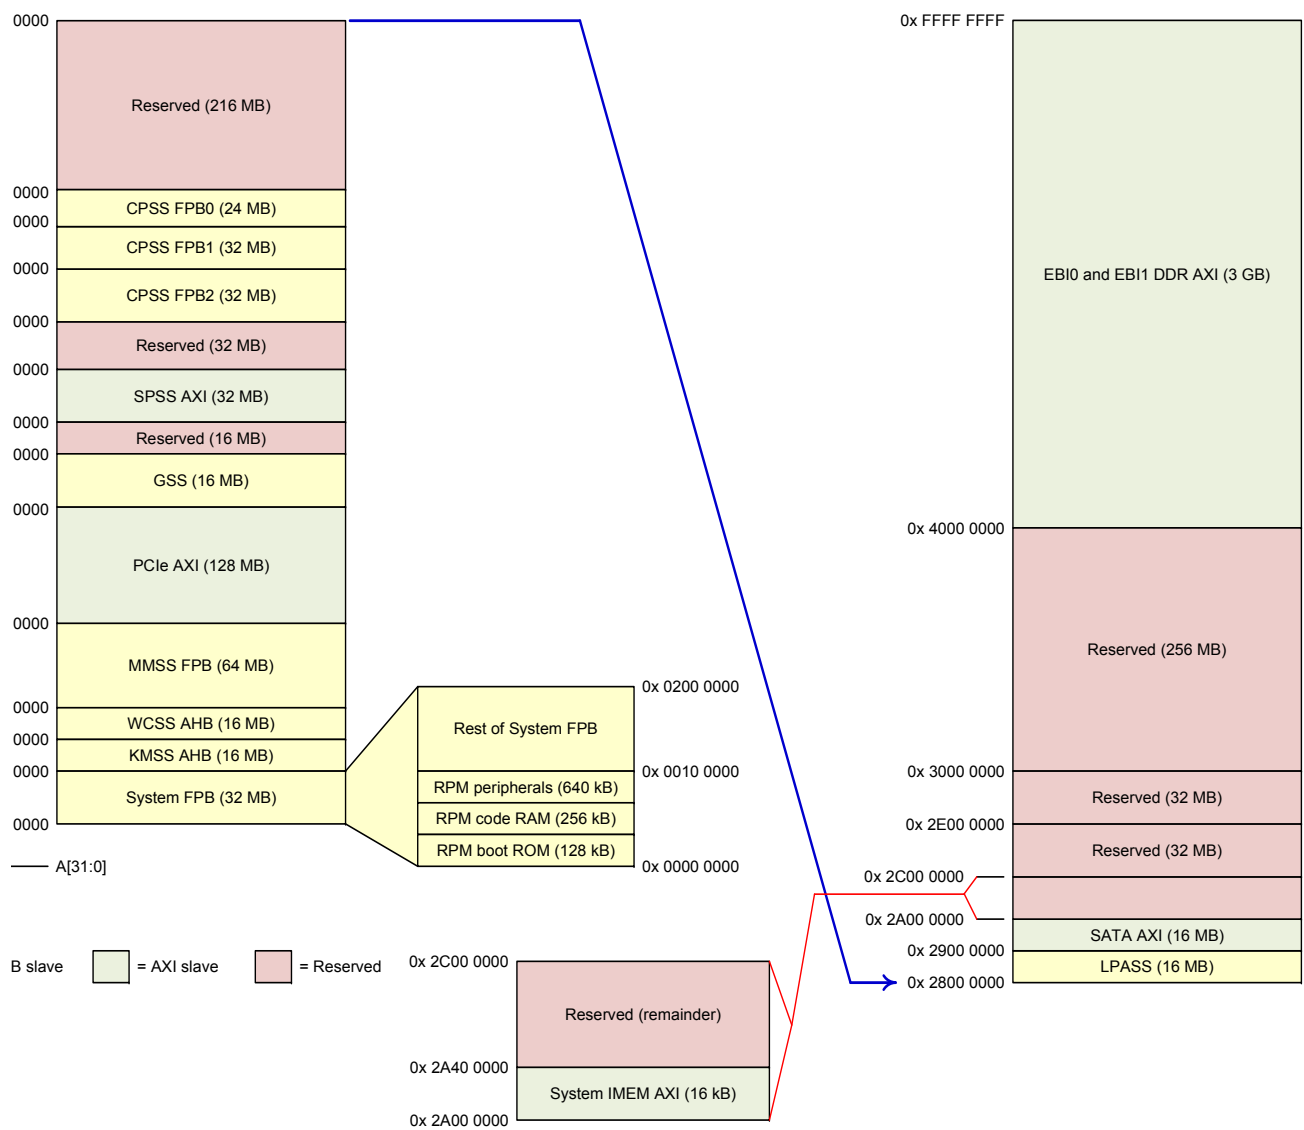 0000
Reserved (216 MB)
0000
CPSS FPB0 (24 MB)
0000
CPSS FPB1 (32 MB)
0000
CPSS FPB2 (32 MB)
0000
Reserved (32 MB)
0000
SPSS AXI (32 MB)
0000
Reserved (16 MB)
0000
GSS (16 MB)
0000
PCIe AXI (128 MB)
0000
MMSS FPB (64 MB)
0000
WCSS AHB (16 MB)
0000
KMSS AHB (16 MB)
0000
System FPB (32 MB)
0000
A[31:0]
0x 0200 0000
Rest of System FPB
0x 0010 0000
RPM peripherals (640 kB)
RPM code RAM (256 kB)
RPM boot ROM (128 kB)
0x 0000 0000
0x FFFF FFFF
EBI0 and EBI1 DDR AXI (3 GB)
0x 4000 0000
Reserved (256 MB)
0x 3000 0000
Reserved (32 MB)
0x 2E00 0000
Reserved (32 MB)
0x 2C00 0000
0x 2A00 0000
SATA AXI (16 MB)
0x 2900 0000
LPASS (16 MB)
0x 2800 0000
B slave
= AXI slave
= Reserved
0x 2C00 0000
Reserved (remainder)
0x 2A40 0000
System IMEM AXI (16 kB)
0x 2A00 0000